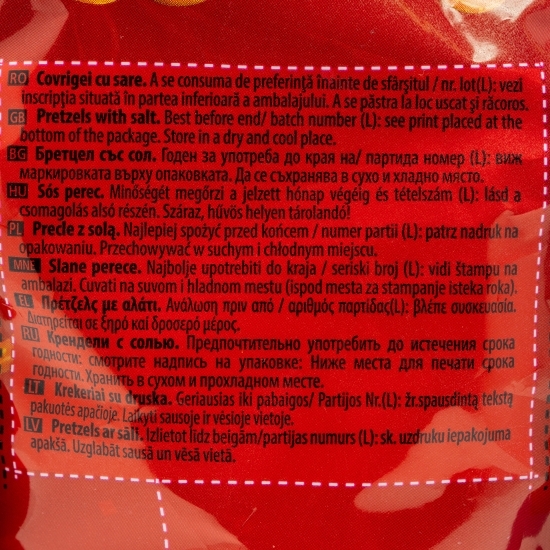 RO Covrigei cu sare. A se consuma de preferință înainte de sfârșitul / nr. lot(L): vezi
inscripția situată în partea inferioară a ambalajului. A se păstra la loc uscat și răcoros.
GB Pretzels with salt. Best before end/ batch number (L): see print placed at the
bottom of the package. Store in a dry and cool place.
BG Бретцел със сол. Годен за употреба до края на/ партида номер (L): виж
маркировката върху опаковката. Да се съхранява в сухо и хладно място.
HU Sós perec. Minőségét megőrzi a jelzett hónap végéig és tételszám (L): lásd a
csomagolás alsó részén. Száraz, hűvös helyen tárolandó!
PL Precle z solą. Najlepiej spożyć przed końcem / numer partii (L): patrz nadruk na
opakowaniu. Przechowywać w suchym i chłodnym miejscu.
MNE Slane perece. Najbolje upotrebiti do kraja / seriski broj (L): vidi štampu na
ambalazi. Cuvati na suvom i hladnom mestu (ispod mesta za stampanje isteka roka).
EL Πρέτζελς με αλάτι. Ανάλωση πριν από / αριθμός παρτίδας(L): βλέπε συσκευασία.
Διατηρείται σε ξηρό και δροσερό μέρος.
RU Крендели с солью. Предпочтительно употребить до истечения срока
годности: смотрите надпись на упаковке: Ниже места для печати срока
годности. Хранить в сухом и прохладном месте.
LT Krekeriai su druska. Geriausias iki pabaigos/ Partijos Nr.(L): žr.spausdintą tekstą
pakuotės apačioje. Laikyti sausoje ir vėsioje vietoje.
LV Pretzels ar sāli. Izlietot līdz beigām/partijas numurs (L): sk. uzdruku iepakojuma
apakšā. Uzglabāt sausā un vēsā vietā.